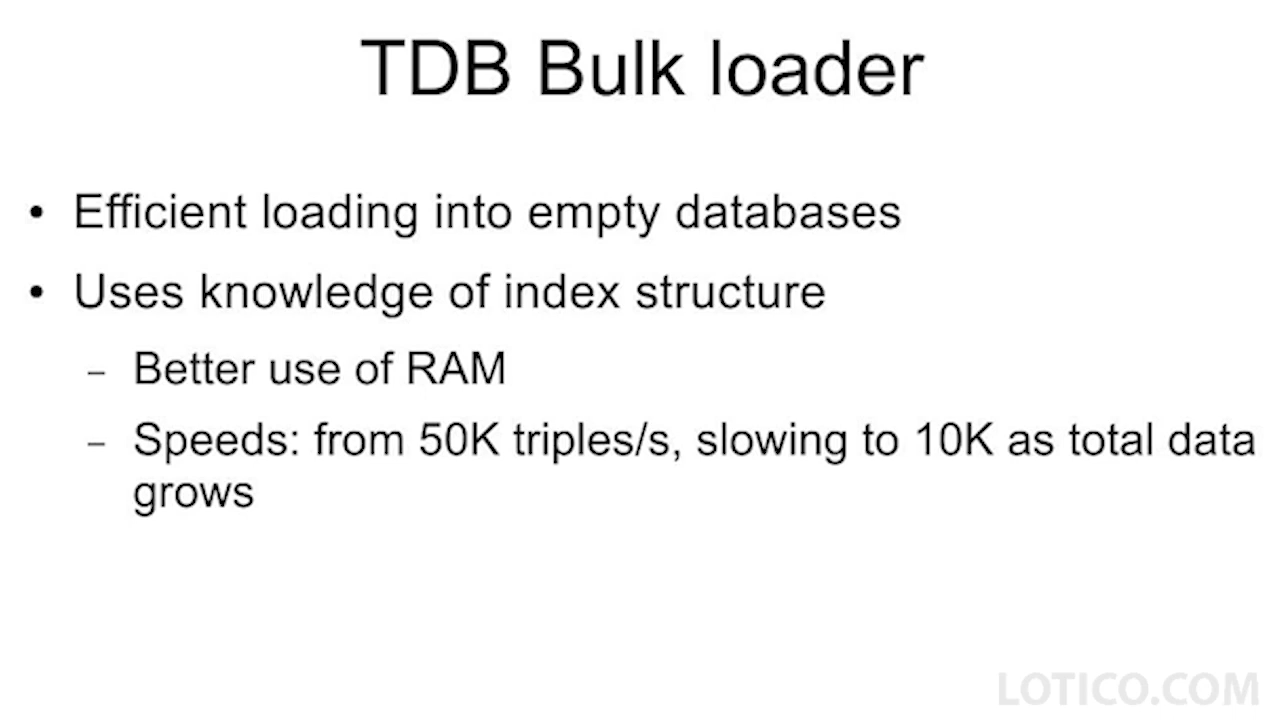 TDB Bulk loader
• Efficient loading into empty databases
• Uses knowledge of index structure
– Better use of RAM
– Speeds: from 50K triples/s, slowing to 10K as total data
grows
LOTICO.COM